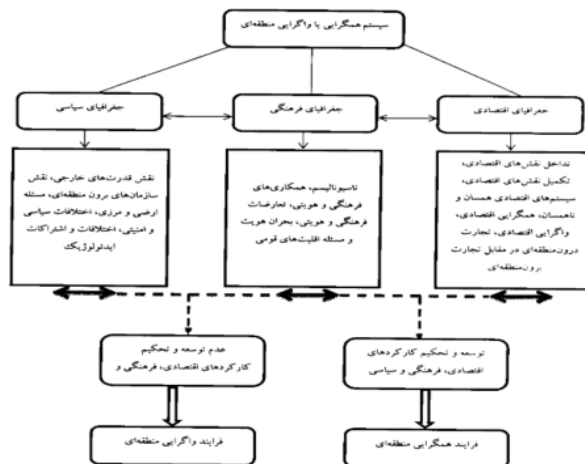 سیستم همگرایی یا واگرایی منطقه‌ای
جغرافیای اقتصادی
جغرافیای فرهنگی
جغرافیای سیاسی
تداخل نقش‌های اقتصادی،
تکمیل نقش‌های اقتصادی،
سیستم‌های اقتصادی همسان و
ناهمسان، همگرایی اقتصادی،
واگرایی اقتصادی، تجارت
درون‌منطقه‌ای در مقابل تجارت
برون‌منطقه‌ای
ناسیونالیسم، همکاری‌های
فرهنگی و هویتی، تعارضات
فرهنگی و هویتی، بحران هویت
و مسئله اقلیت‌های قومی
نقش قدرت‌های خارجی، نقش
سازمان‌های برون منطقه‌ای، مسئله
ارضی و مرزی، اختلافات سیاسی
و امنیتی، اختلافات و اشتراکات
ایدئولوژیک
توسعه و تحکیم کارکردهای
اقتصادی، فرهنگی و سیاسی
عدم توسعه و تحکیم
کارکردهای اقتصادی، فرهنگی و
فرایند همگرایی منطقه‌ای
فرایند واگرایی منطقه‌ای